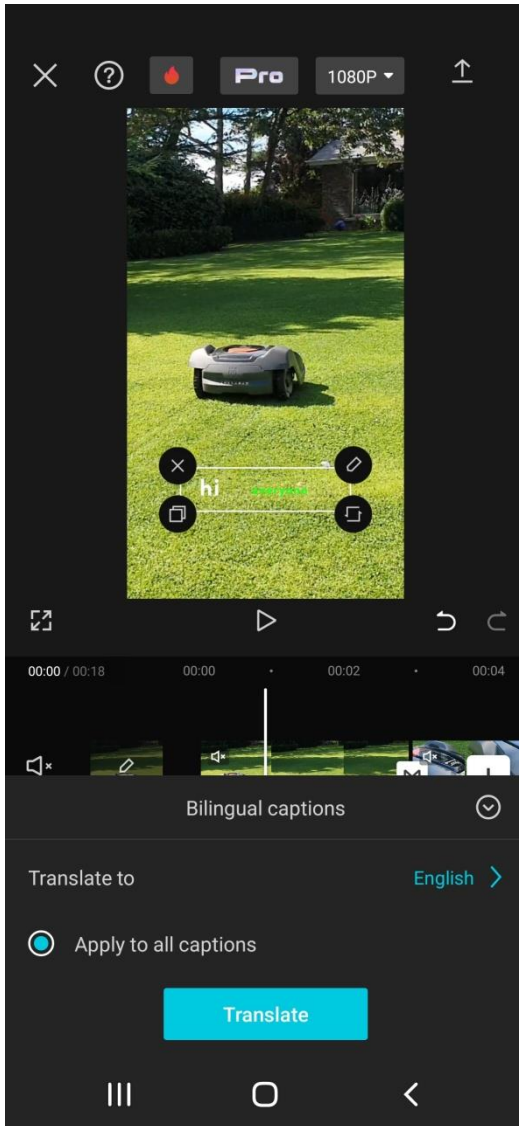 Pro
1080P
hi
00:00 / 00:18
00:00
00:02
00:04
Bilingual captions
Translate to
English
Apply to all captions
Translate